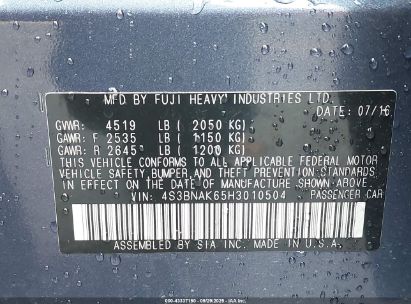 MFD. BY FUJI HEAVY INDUSTRIES LTD.
DATE: 07/16
GVWR: 4519 LB ( 2050 KG)
GAWR: F 2535 LB ( 1150 KG)
GAWR: R 2645 LB ( 1200 KG)
THIS VEHICLE CONFORMS TO ALL APPLICABLE FEDERAL MOTOR
VEHICLE SAFETY, BUMPER, AND THEFT PREVENTION STANDARDS
IN EFFECT ON THE DATE OF MANUFACTURE SHOWN ABOVE.
VIN: 4S3BNAK65H3010504 PASSENGER CAR
ASSEMBLED BY SIA INC. MADE IN U.S.A.